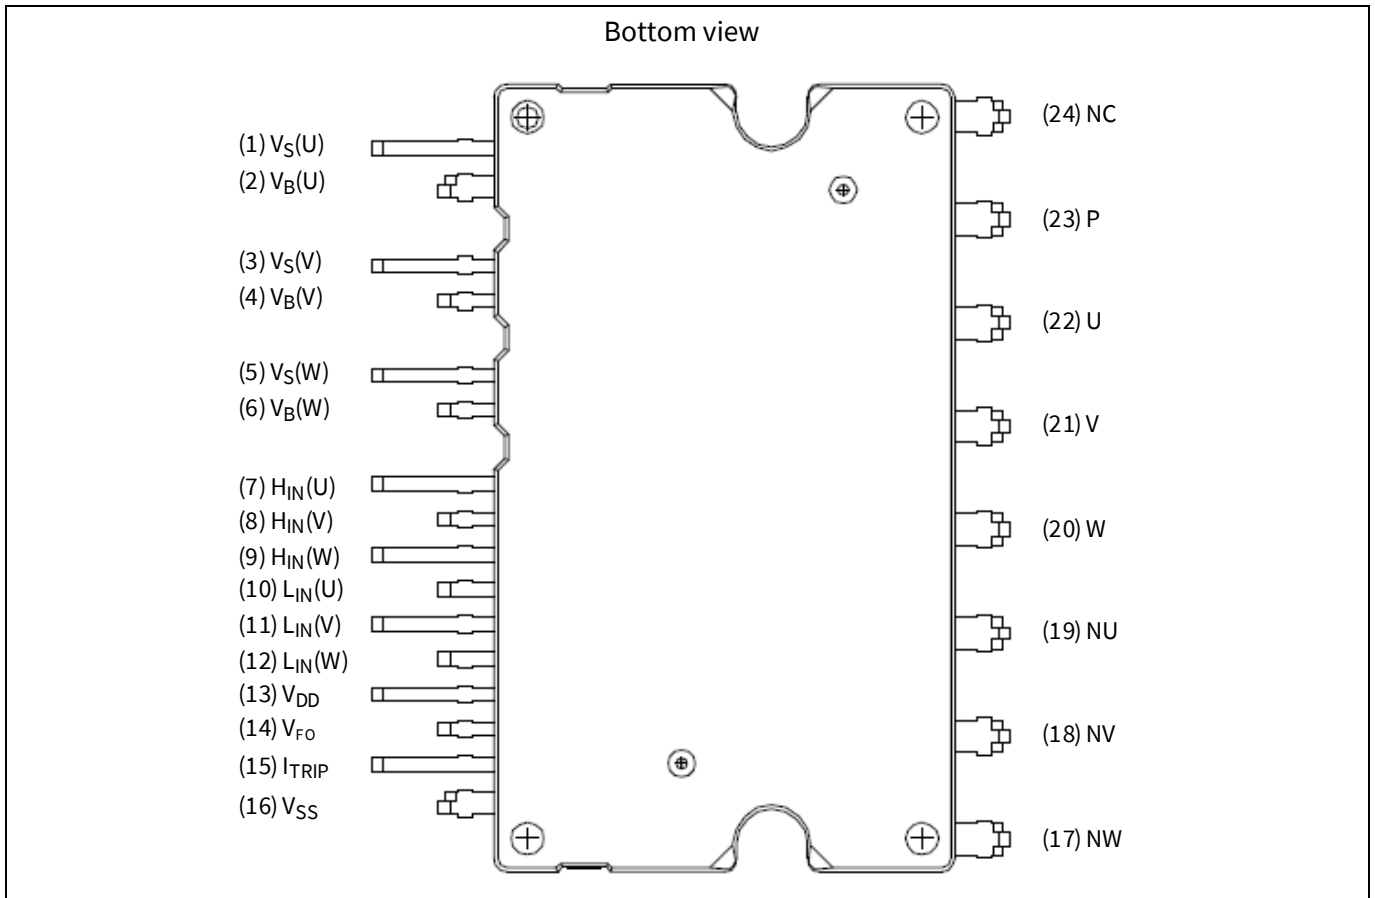 Bottom view
(1) VS(U)
(2) VB(U)
(3) VS(V)
(4) VB(V)
(5) VS(W)
(6) VB(W)
(7) HIN(U)
(8) HIN(V)
(9) HIN(W)
(10) LIN(U)
(11) LIN(V)
(12) LIN(W)
(13) VDD
(14) VFO
(15) ITRIP
(16) VSS
(24) NC
(23) P
(22) U
(21) V
(20) W
(19) NU
(18) NV
(17) NW